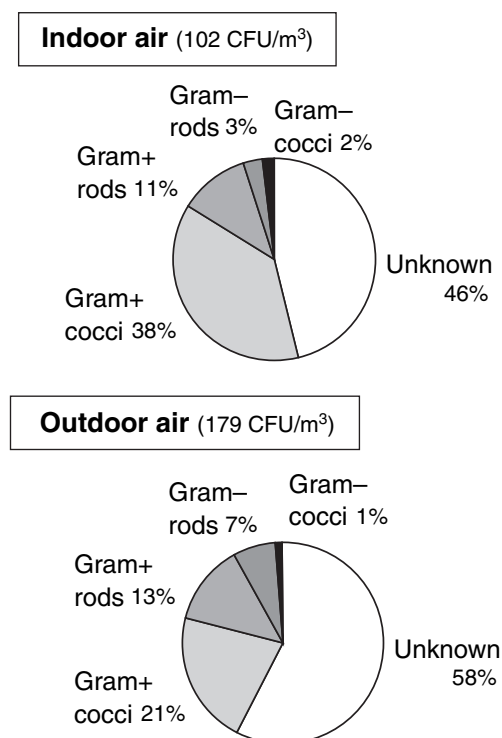 Indoor air (102 CFU/m³)
Gram–
rods 3%
Gram–
cocci 2%
Gram+
rods 11%
Unknown
46%
Gram+
cocci 38%
Outdoor air (179 CFU/m³)
Gram–
rods 7%
Gram–
cocci 1%
Gram+
rods 13%
Unknown
58%
Gram+
cocci 21%